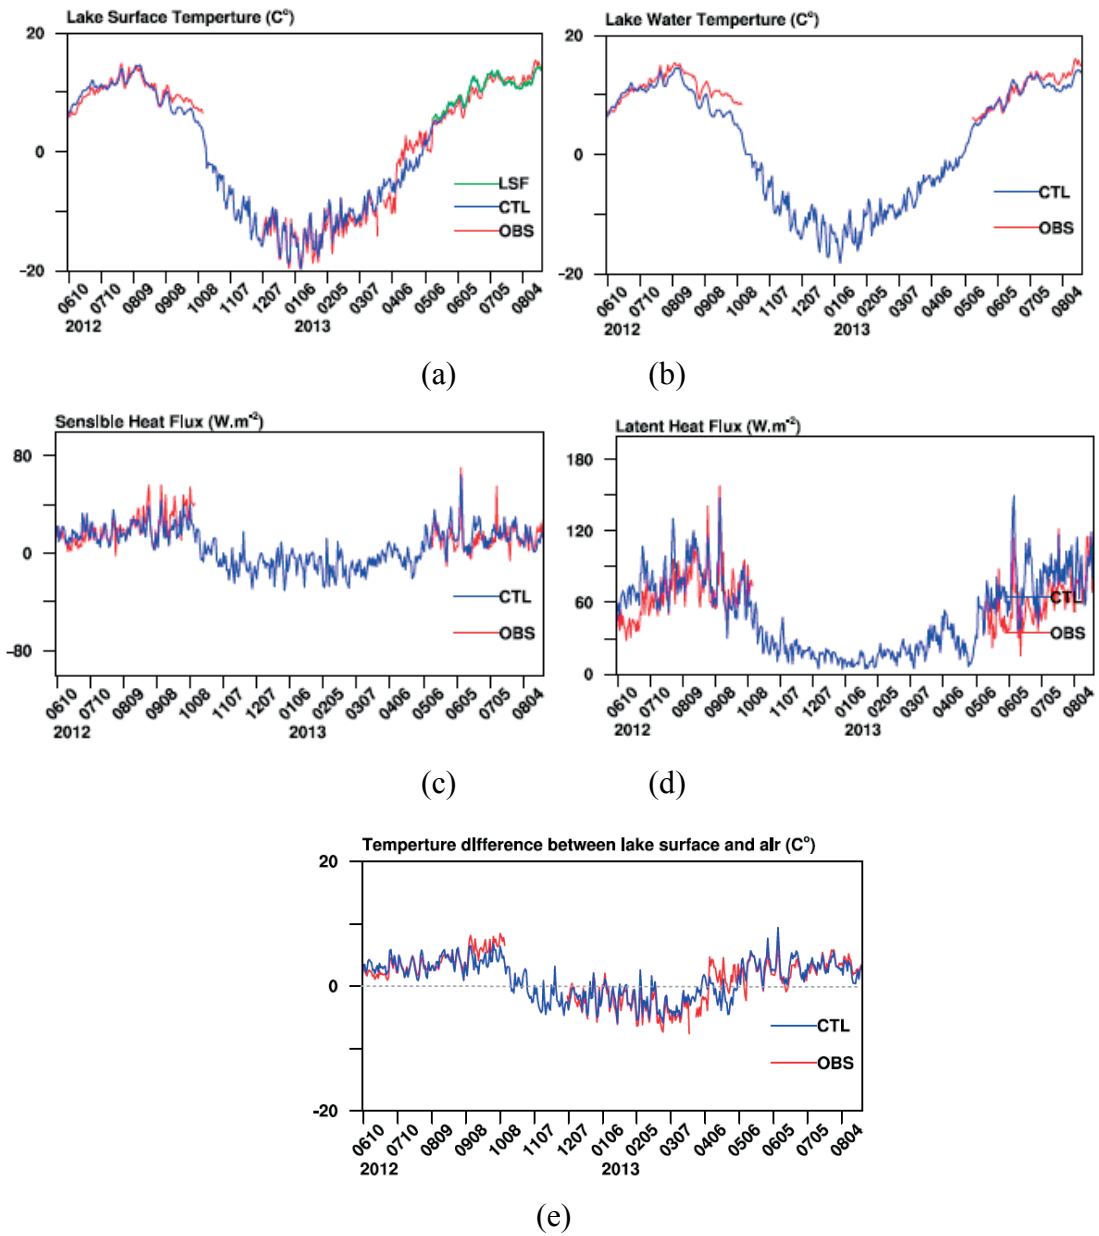 Lake Surface Temperture (C°)
20
0
-20
LSF
CTL
OBS
0610 0710 0809 0908 1008 1107 1207 0106 0205 0307 0406 0506 0605 0705 0804
2012 2013
(a)
Lake Water Temperture (C°)
20
0
-20
CTL
OBS
0610 0710 0809 0908 1008 1107 1207 0106 0205 0307 0406 0506 0605 0705 0804
2012 2013
(b)
Sensible Heat Flux (W.m⁻²)
80
0
-80
CTL
OBS
0610 0710 0809 0908 1008 1107 1207 0106 0205 0307 0406 0506 0605 0705 0804
2012 2013
(c)
Latent Heat Flux (W.m⁻²)
180
120
60
0
CTL
OBS
0610 0710 0809 0908 1008 1107 1207 0106 0205 0307 0406 0506 0605 0705 0804
2012 2013
(d)
Temperture difference between lake surface and air (C°)
20
0
-20
CTL
OBS
0610 0710 0809 0908 1008 1107 1207 0106 0205 0307 0406 0506 0605 0705 0804
2012 2013
(e)